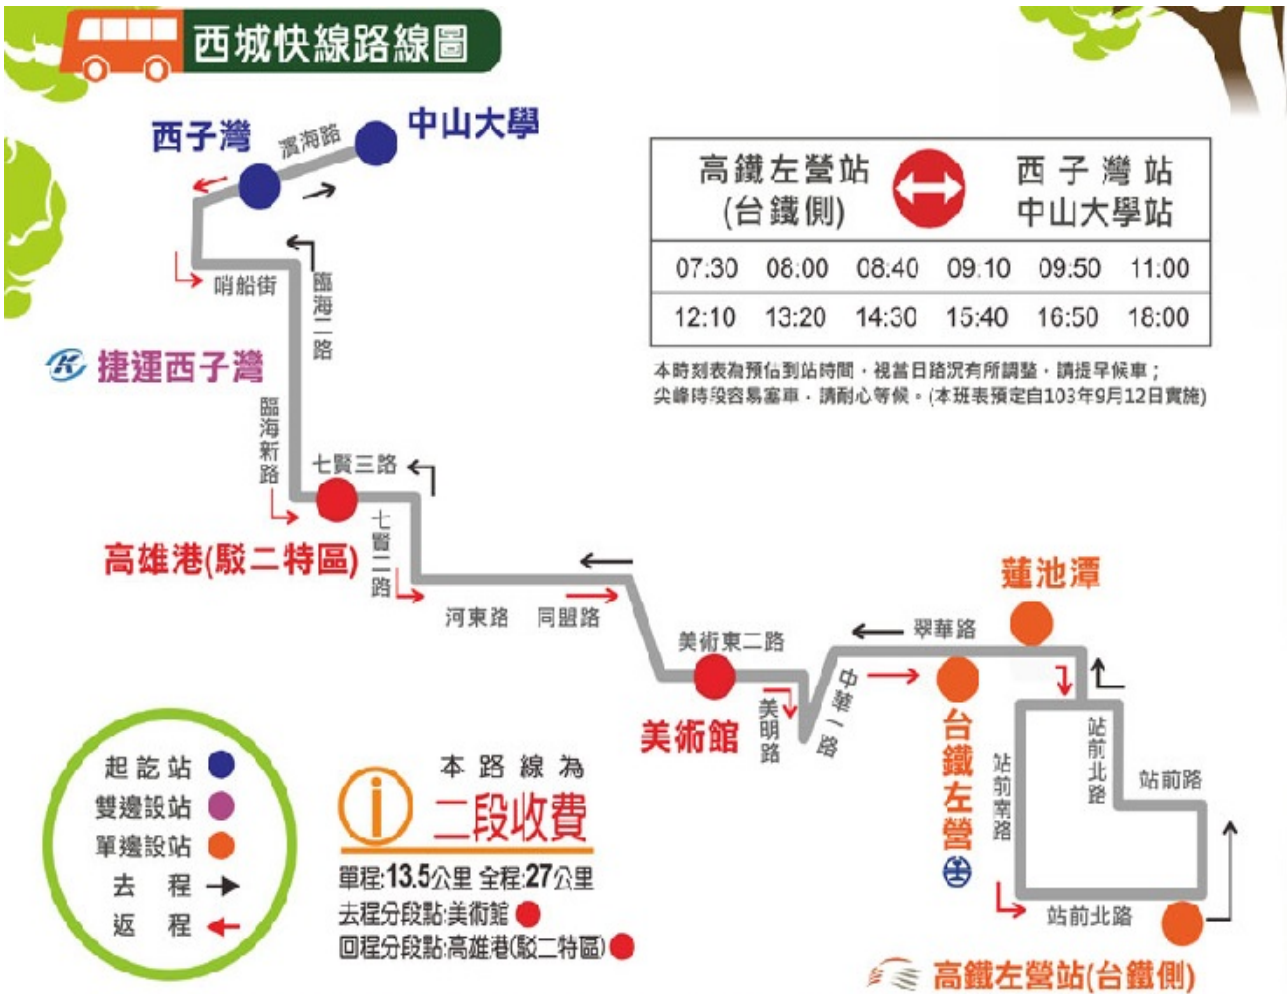 西城快線路線圖
西子灣
濱海路
中山大學
哨船街
臨海二路
捷運西子灣
臨海新路
七賢三路
高雄港(駁二特區)
七賢二路
河東路
同盟路
美術東二路
美術館
美明路
中華一路
翠華路
蓮池潭
台鐵左營
站前南路
站前北路
站前路
站前北路
高鐵左營站(台鐵側)
高鐵左營站
(台鐵側)
西子灣站
中山大學站
07:30 08:00 08:40 09:10 09:50 11:00
12:10 13:20 14:30 15:40 16:50 18:00
本時刻表為預估到站時間，視當日路況有所調整，請提早候車；
尖峰時段容易塞車，請耐心等候。(本班表預定自103年9月12日實施)
起訖站
雙邊設站
單邊設站
去程
返程
i
本路線為
二段收費
單程:13.5公里 全程:27公里
去程分段點:美術館
回程分段點:高雄港(駁二特區)